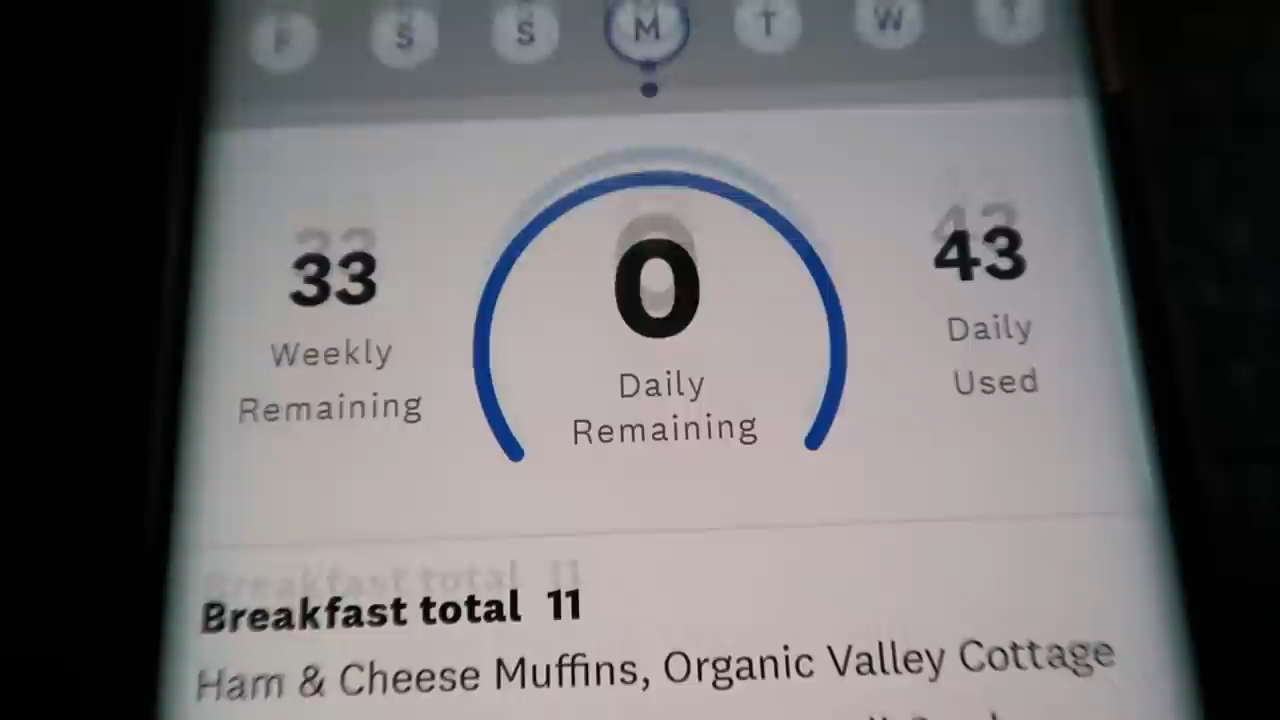 F S S M T W T
33
Weekly
Remaining
0
Daily
Remaining
43
Daily
Used
Breakfast total 11
Ham & Cheese Muffins, Organic Valley Cottage